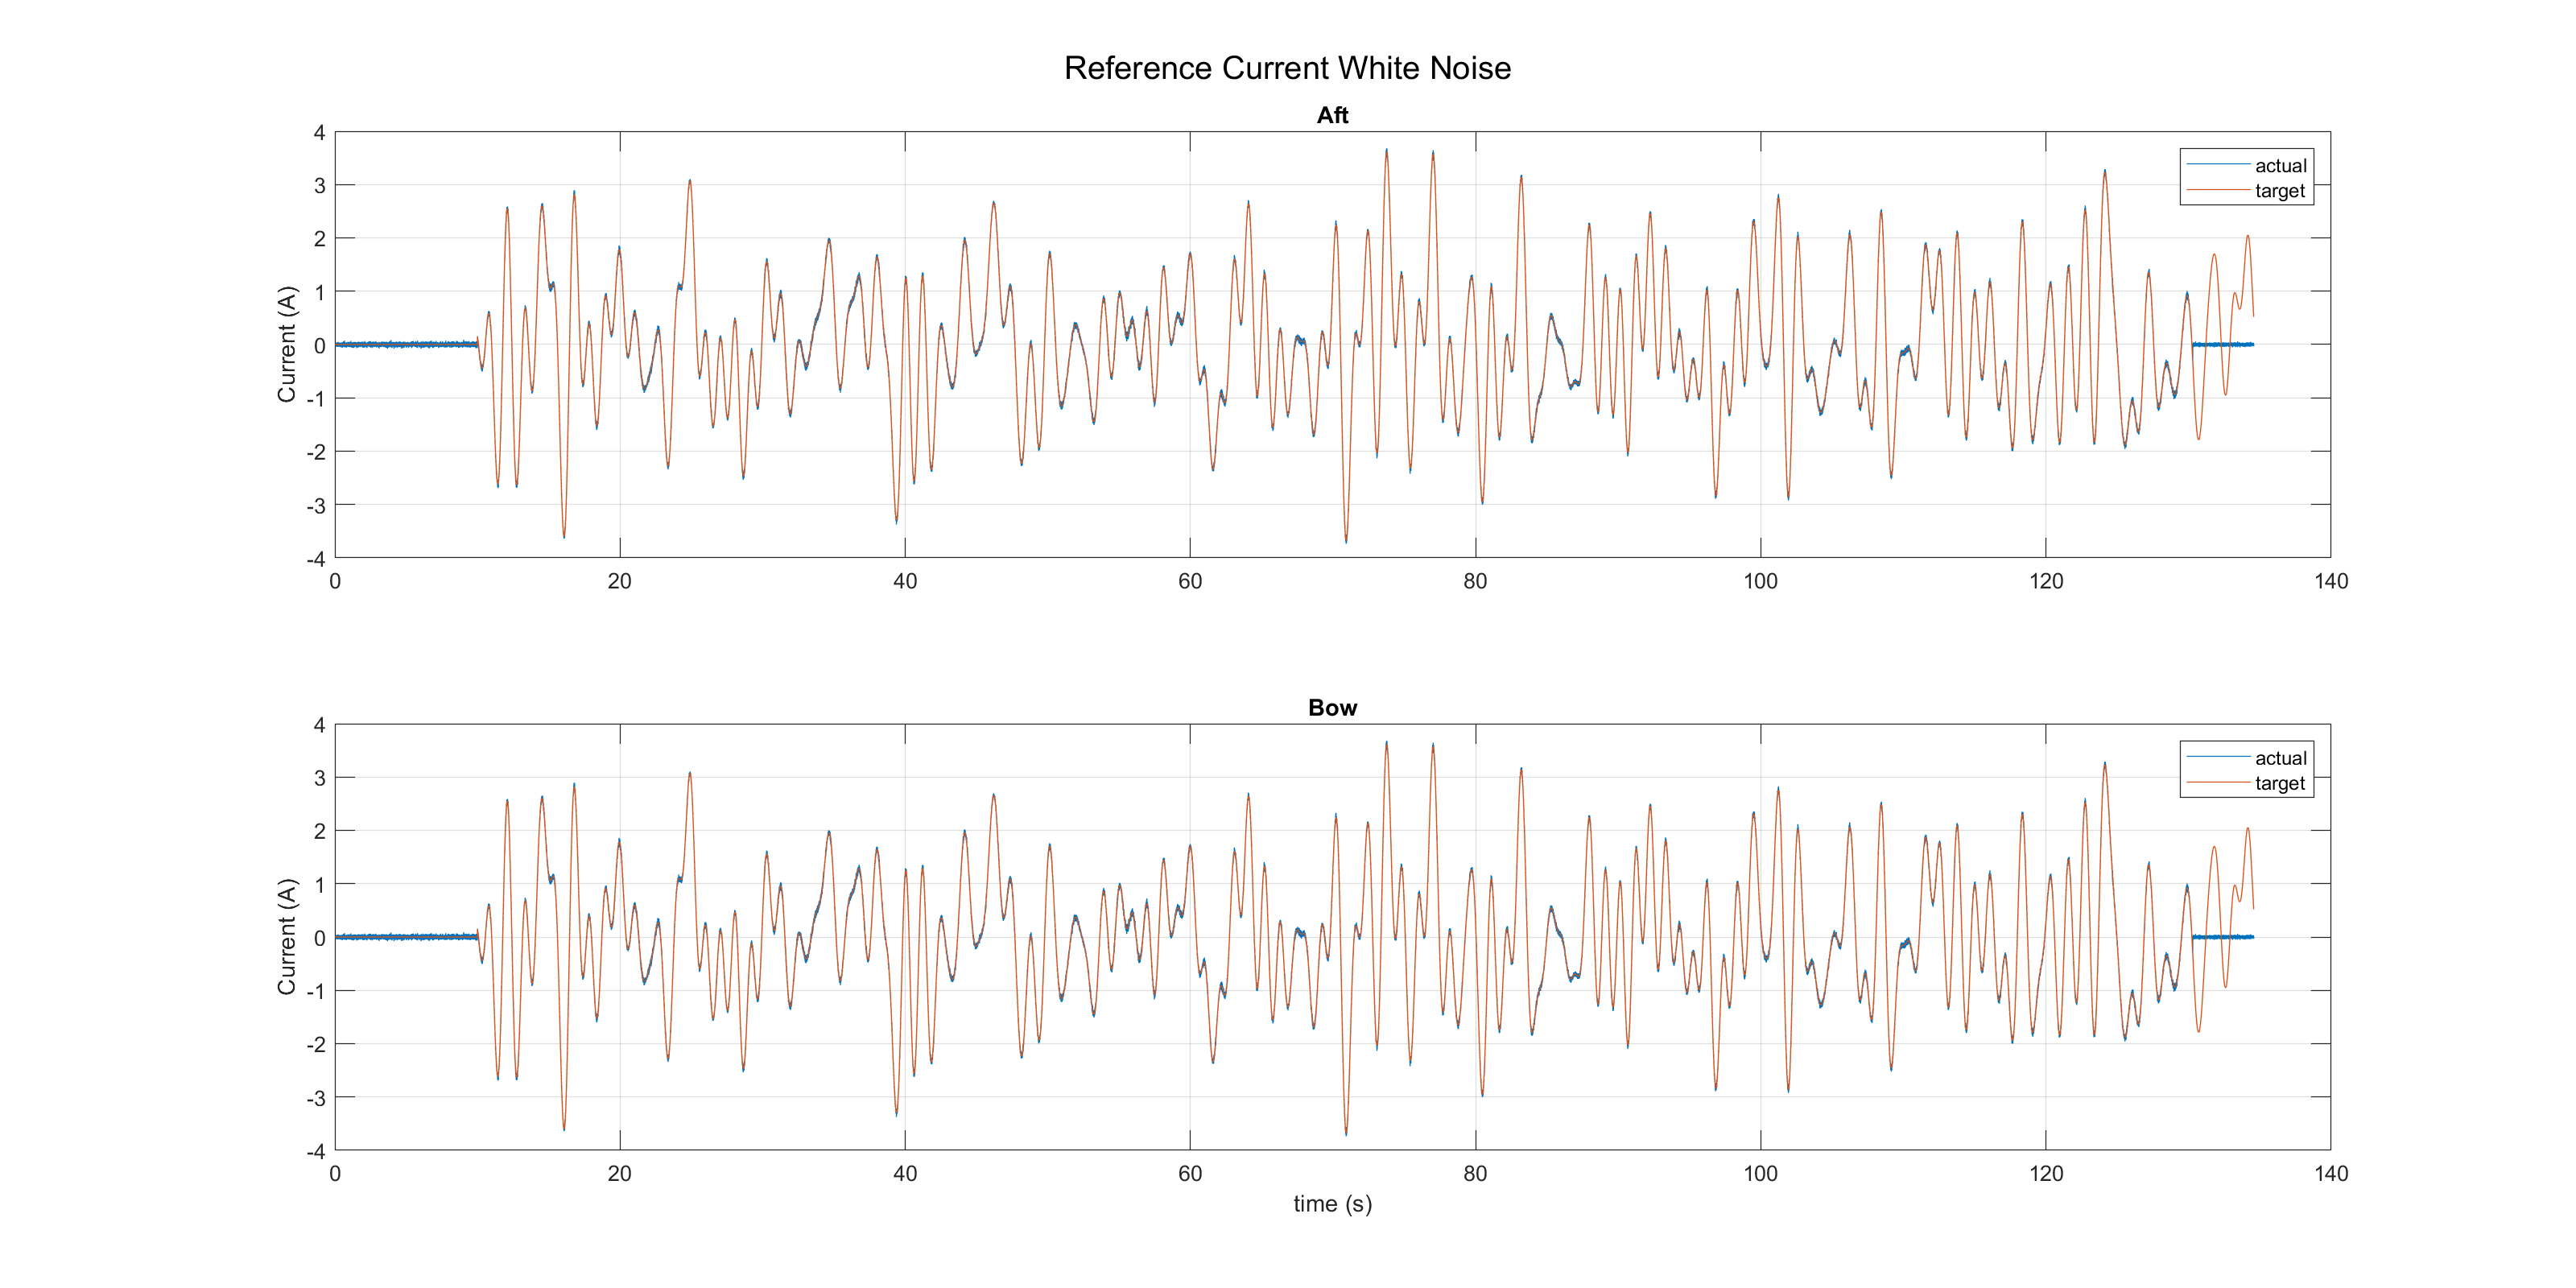 Reference Current White Noise
Aft
4
3
2
1
0
-1
-2
-3
-4
Current (A)
actual
target
0 20 40 60 80 100 120 140
Bow
4
3
2
1
0
-1
-2
-3
-4
Current (A)
actual
target
0 20 40 60 80 100 120 140
time (s)